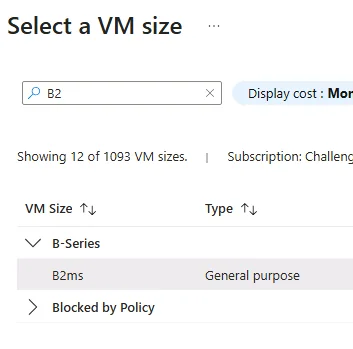 Select a VM size ...
B2
Display cost : Mon
Showing 12 of 1093 VM sizes. | Subscription: Challeng
VM Size Type
B-Series
B2ms General purpose
Blocked by Policy